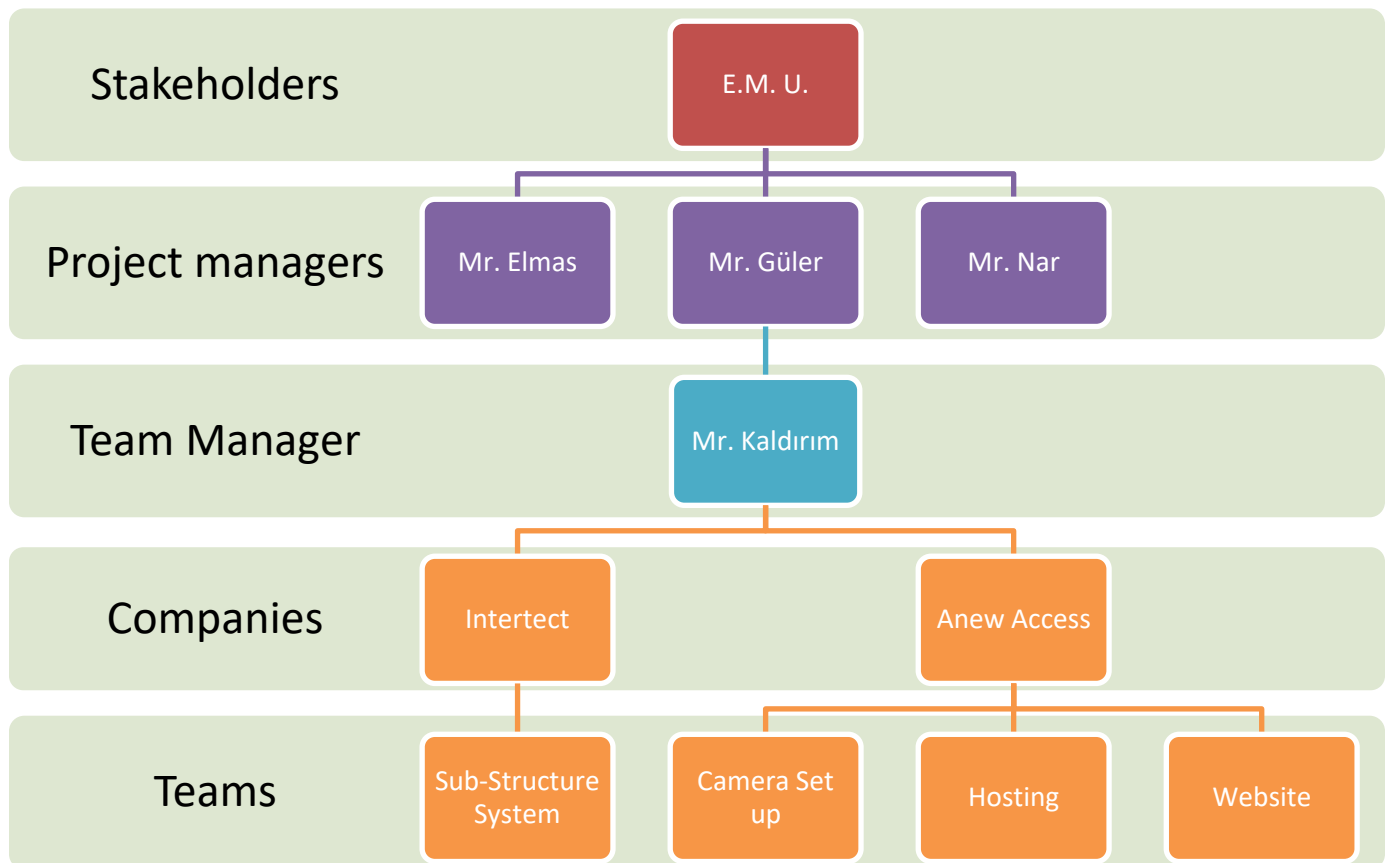 Stakeholders
E.M. U.
Project managers
Mr. Elmas
Mr. Güler
Mr. Nar
Team Manager
Mr. Kaldırım
Companies
Intertect
Anew Access
Teams
Sub-Structure
System
Camera Set
up
Hosting
Website